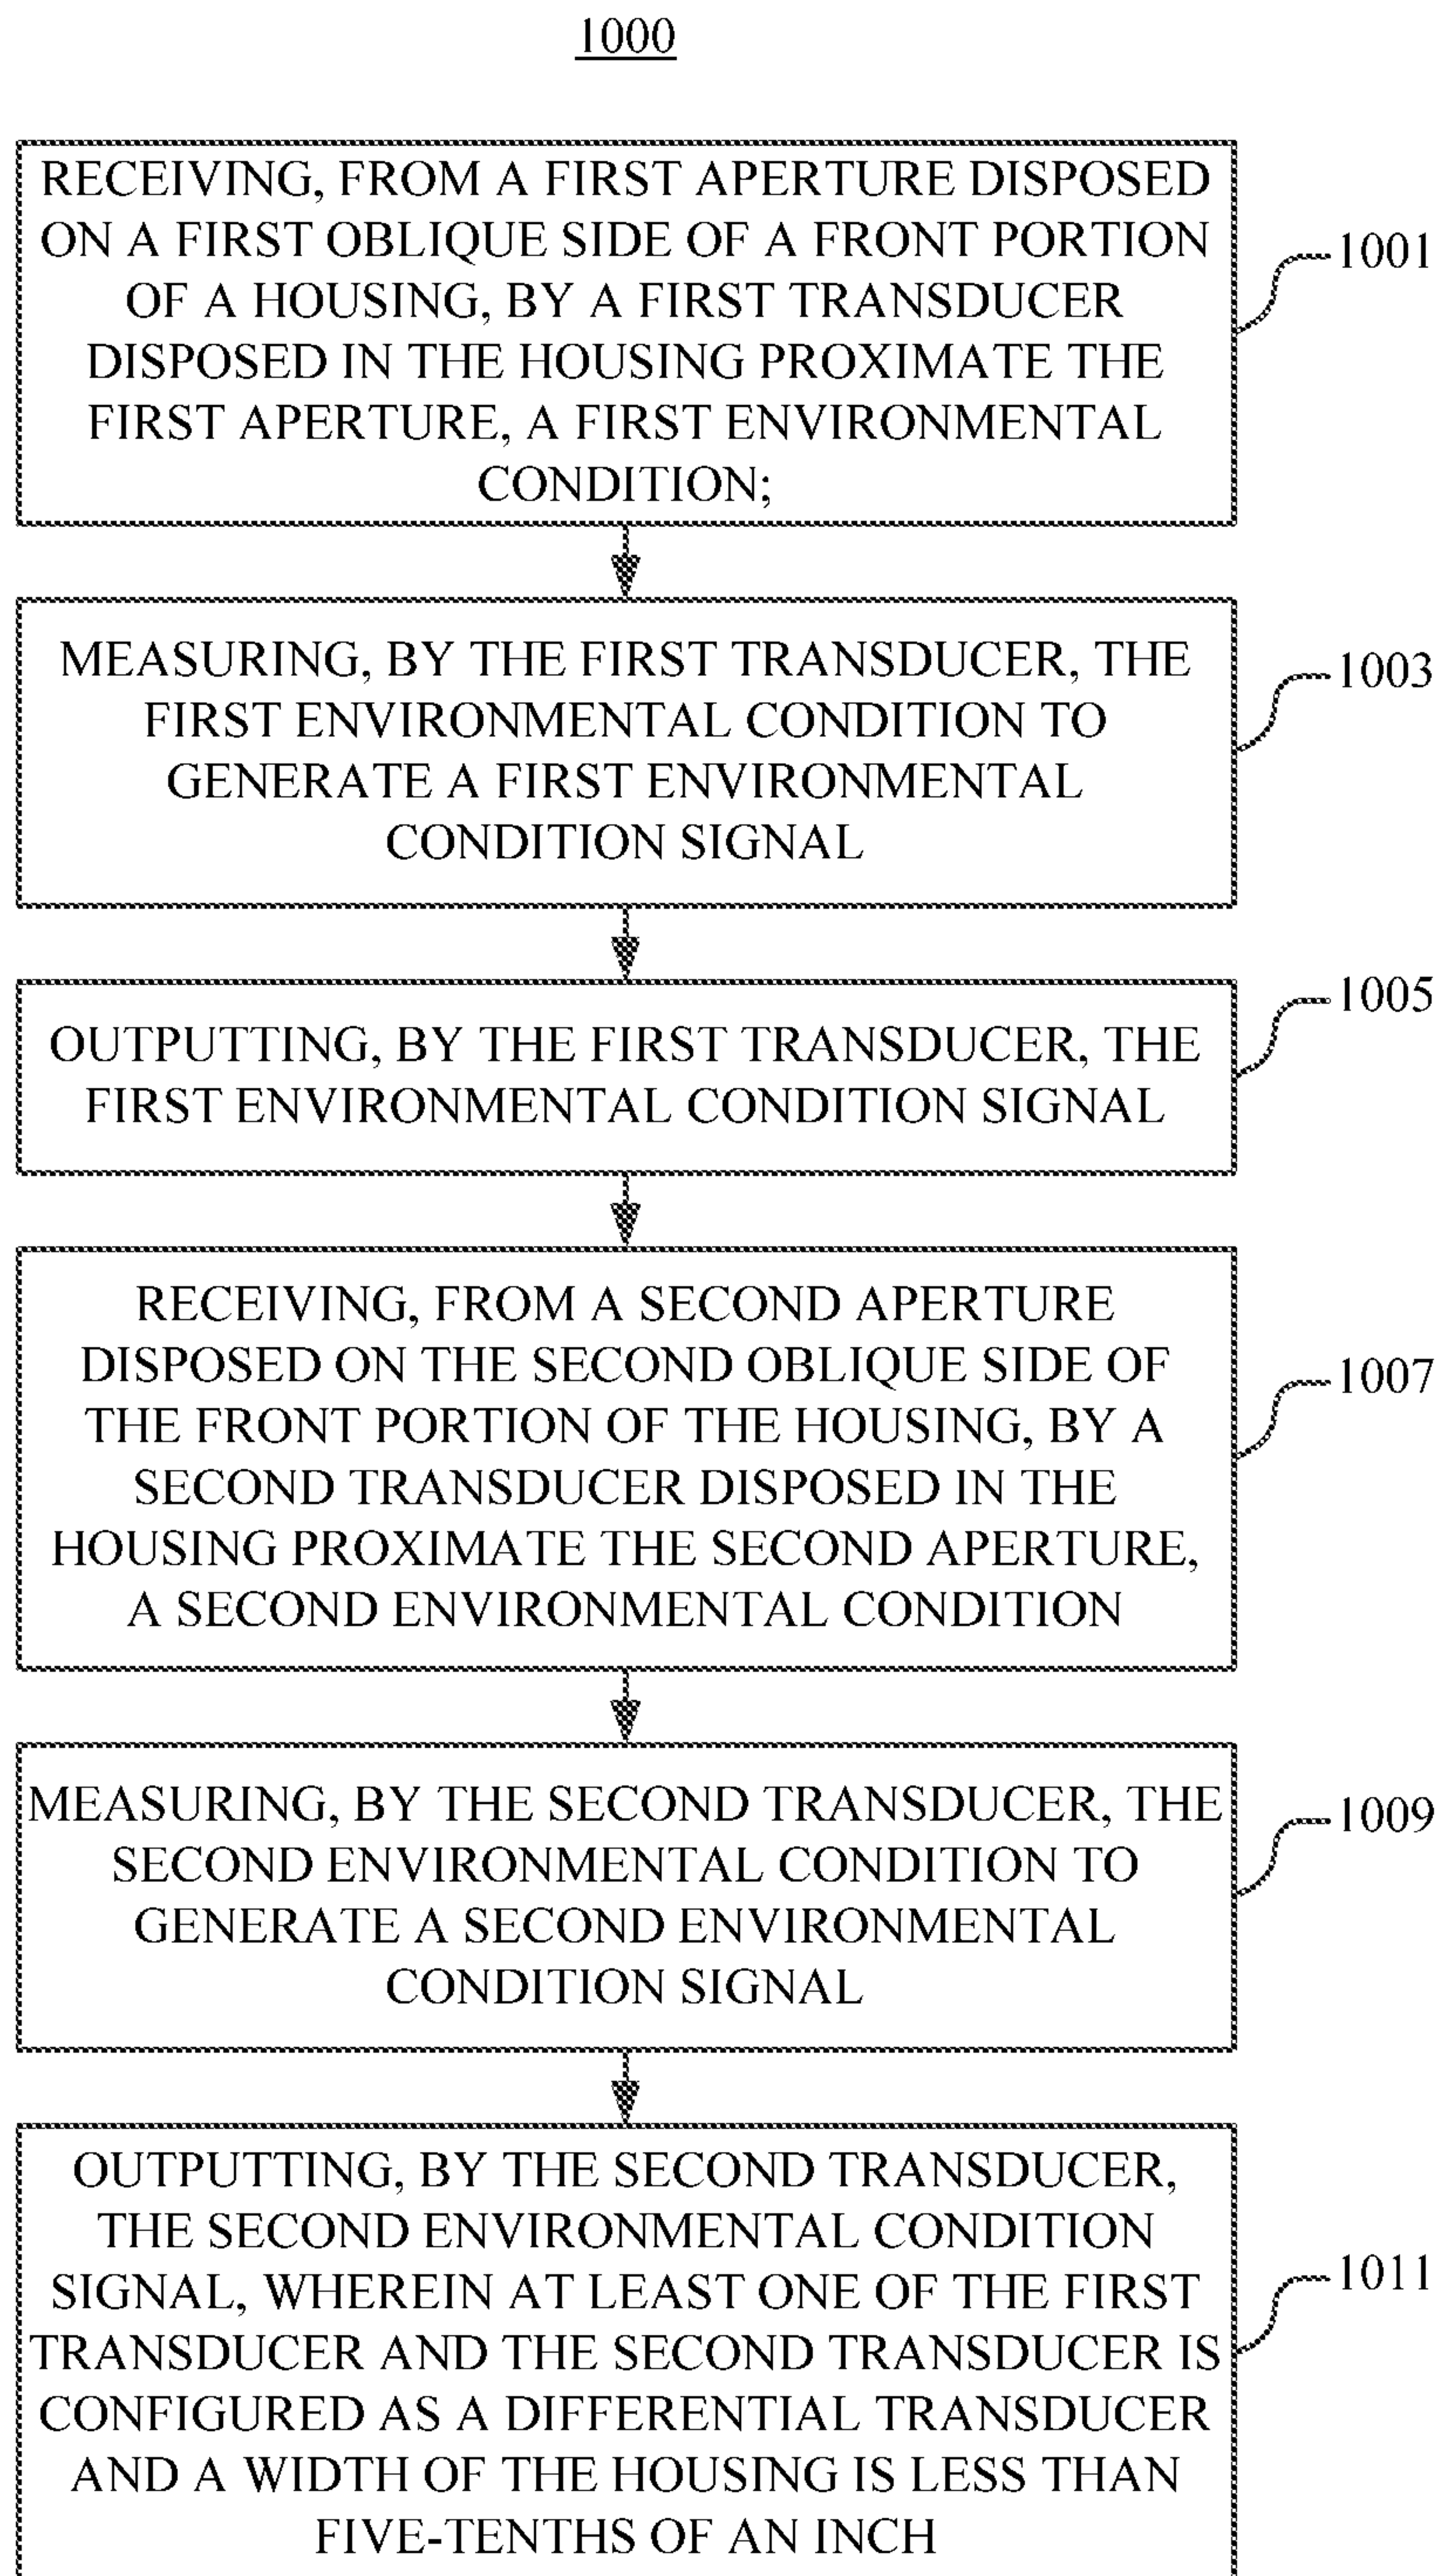 1000
RECEIVING, FROM A FIRST APERTURE DISPOSED
ON A FIRST OBLIQUE SIDE OF A FRONT PORTION
OF A HOUSING, BY A FIRST TRANSDUCER
DISPOSED IN THE HOUSING PROXIMATE THE
FIRST APERTURE, A FIRST ENVIRONMENTAL
CONDITION;
1001
MEASURING, BY THE FIRST TRANSDUCER, THE
FIRST ENVIRONMENTAL CONDITION TO
GENERATE A FIRST ENVIRONMENTAL
CONDITION SIGNAL
1003
OUTPUTTING, BY THE FIRST TRANSDUCER, THE
FIRST ENVIRONMENTAL CONDITION SIGNAL
1005
RECEIVING, FROM A SECOND APERTURE
DISPOSED ON THE SECOND OBLIQUE SIDE OF
THE FRONT PORTION OF THE HOUSING, BY A
SECOND TRANSDUCER DISPOSED IN THE
HOUSING PROXIMATE THE SECOND APERTURE,
A SECOND ENVIRONMENTAL CONDITION
1007
MEASURING, BY THE SECOND TRANSDUCER, THE
SECOND ENVIRONMENTAL CONDITION TO
GENERATE A SECOND ENVIRONMENTAL
CONDITION SIGNAL
1009
OUTPUTTING, BY THE SECOND TRANSDUCER,
THE SECOND ENVIRONMENTAL CONDITION
SIGNAL, WHEREIN AT LEAST ONE OF THE FIRST
TRANSDUCER AND THE SECOND TRANSDUCER IS
CONFIGURED AS A DIFFERENTIAL TRANSDUCER
AND A WIDTH OF THE HOUSING IS LESS THAN
FIVE-TENTHS OF AN INCH
1011